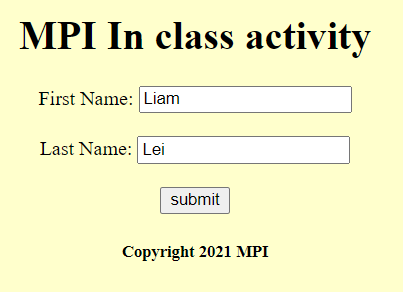 MPI In class activity
First Name: Liam
Last Name: Lei
submit
Copyright 2021 MPI